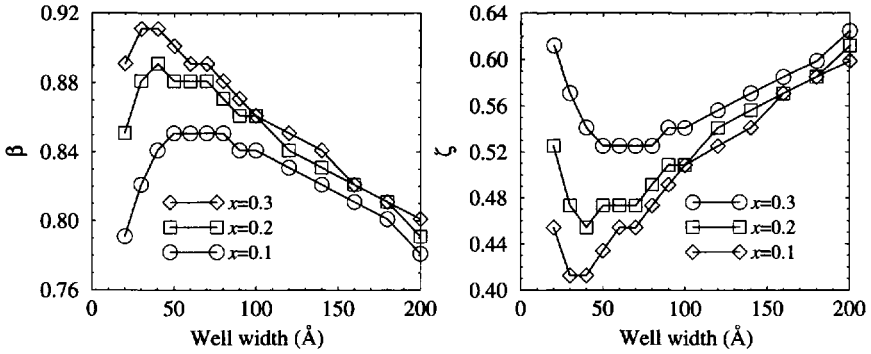 0.92
0.88
0.84
0.80
0.76
β
x=0.3
x=0.2
x=0.1
0 50 100 150 200
Well width (Å)
0.64
0.60
0.56
0.52
0.48
0.44
0.40
ζ
x=0.3
x=0.2
x=0.1
0 50 100 150 200
Well width (Å)